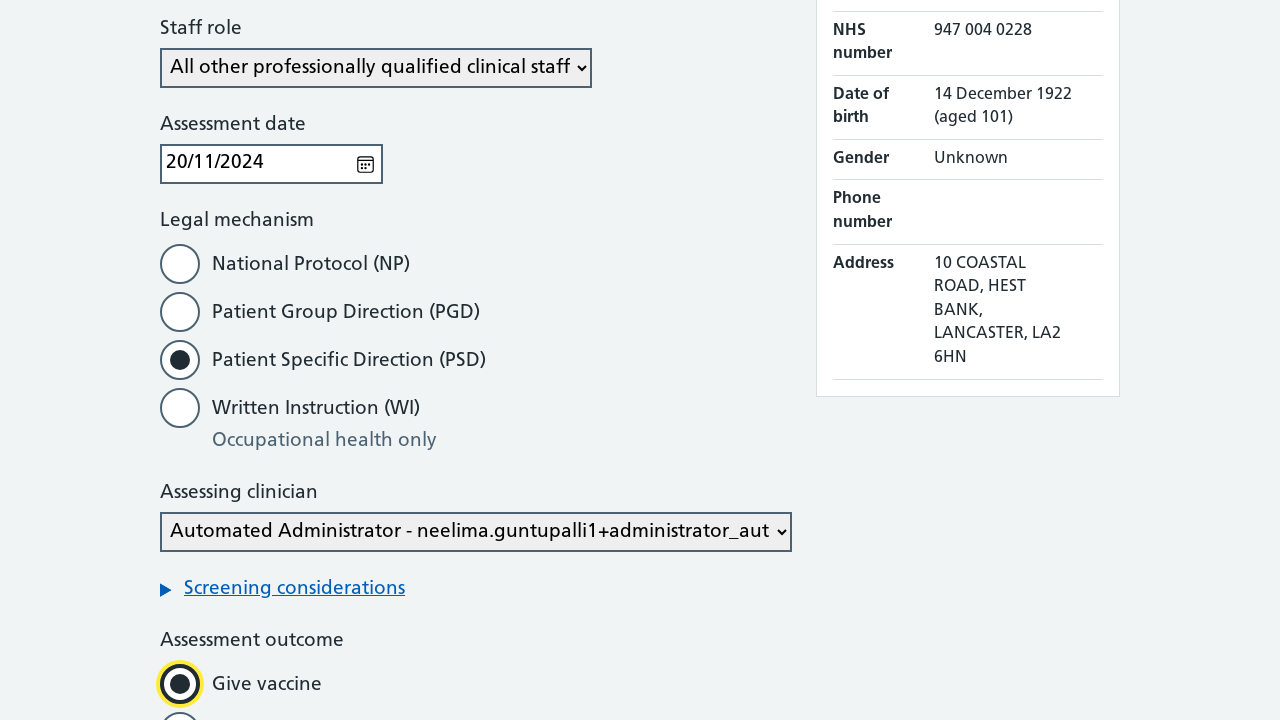 Staff role
All other professionally qualified clinical staff
Assessment date
20/11/2024
Legal mechanism
National Protocol (NP)
Patient Group Direction (PGD)
Patient Specific Direction (PSD)
Written Instruction (WI)
Occupational health only
Assessing clinician
Automated Administrator - neelima.guntupalli1+administrator_aut
Screening considerations
Assessment outcome
Give vaccine
NHS number
947 004 0228
Date of birth
14 December 1922
(aged 101)
Gender
Unknown
Phone number
Address
10 COASTAL
ROAD, HEST
BANK,
LANCASTER, LA2
6HN